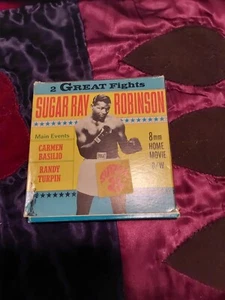 2 GREAT Fights
SUGAR RAY ROBINSON
Main Events
CARMEN
BASILIO
RANDY
TURPIN
8mm
HOME
MOVIE
B/W